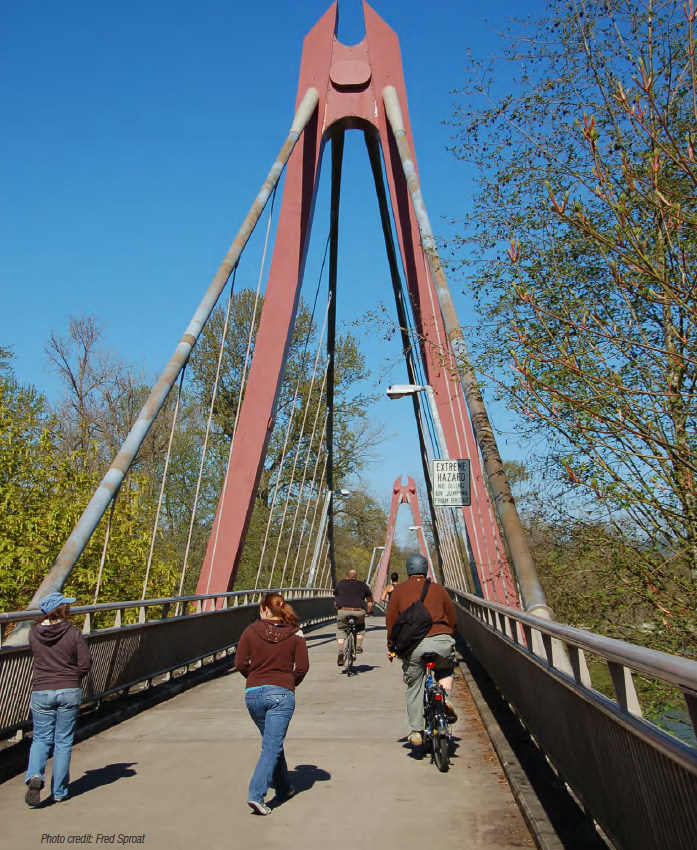 EXTREME
HAZARD
NO DIVING
OR JUMPING
FROM BRIDGE
Photo credit: Fred Sproat